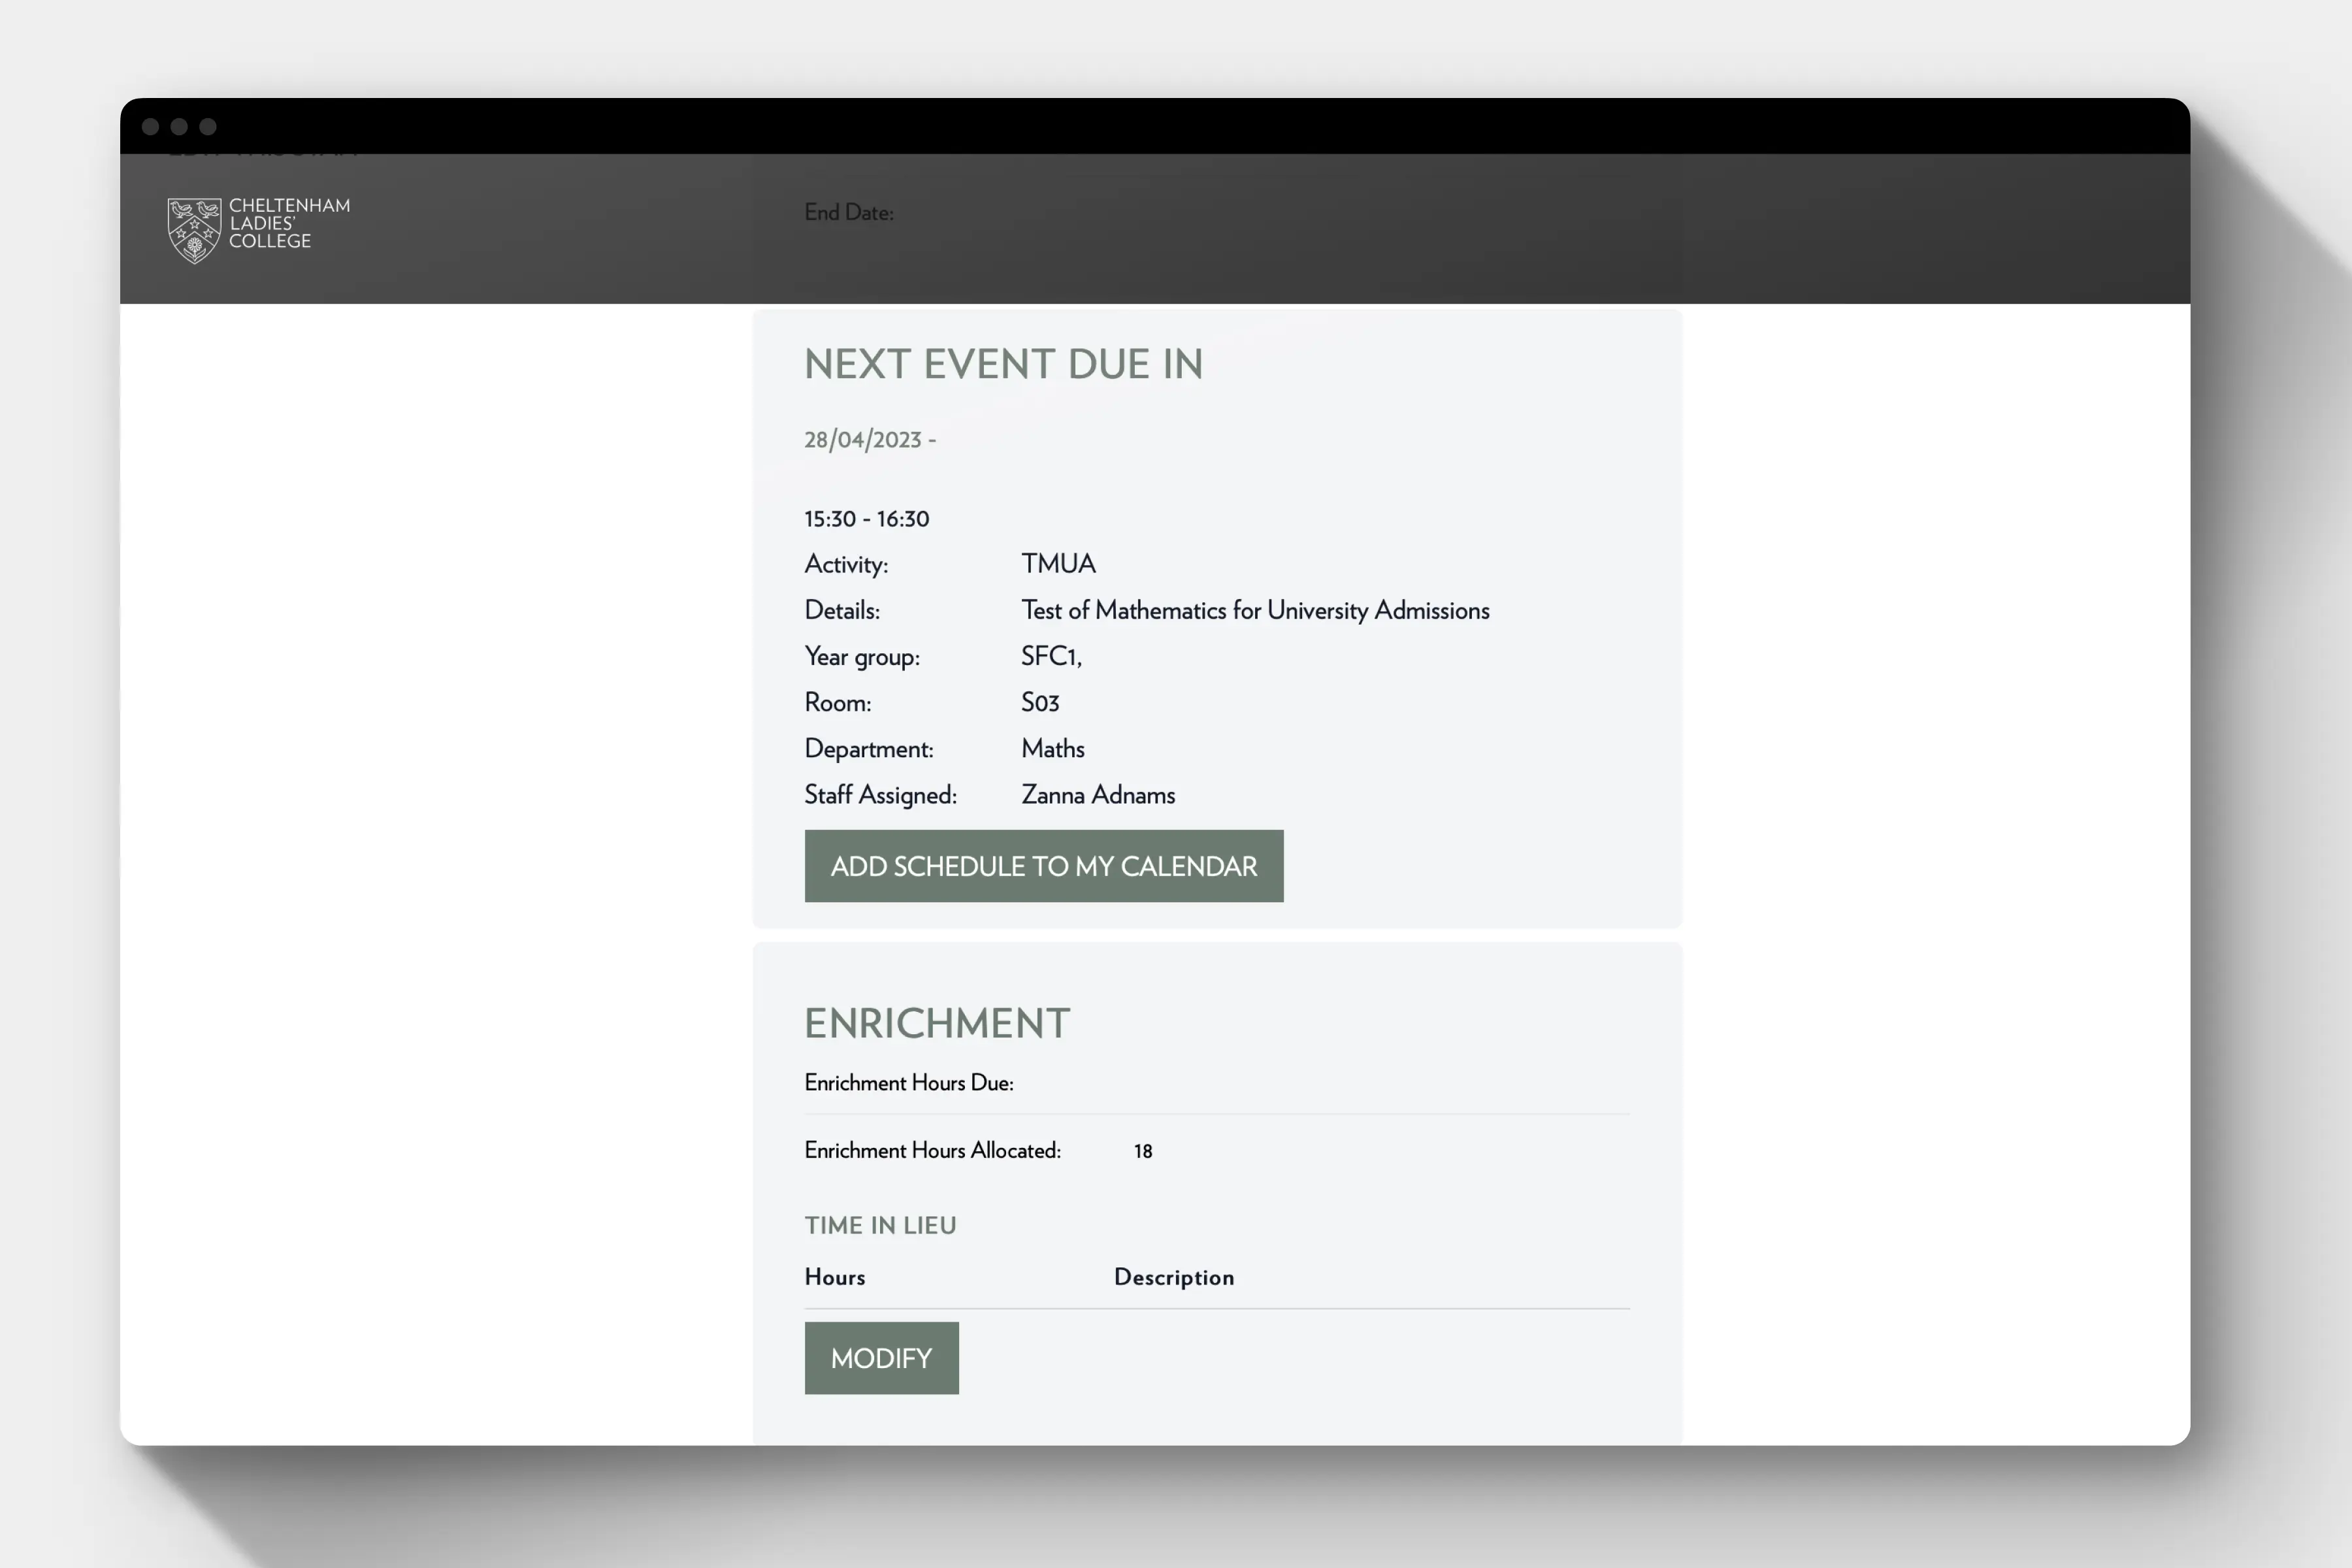 CHELTENHAM
LADIES'
COLLEGE
End Date:
NEXT EVENT DUE IN
28/04/2023 -
15:30 - 16:30
Activity: TMUA
Details: Test of Mathematics for University Admissions
Year group: SFC1,
Room: S03
Department: Maths
Staff Assigned: Zanna Adnams
ADD SCHEDULE TO MY CALENDAR
ENRICHMENT
Enrichment Hours Due:
Enrichment Hours Allocated: 18
TIME IN LIEU
Hours Description
MODIFY